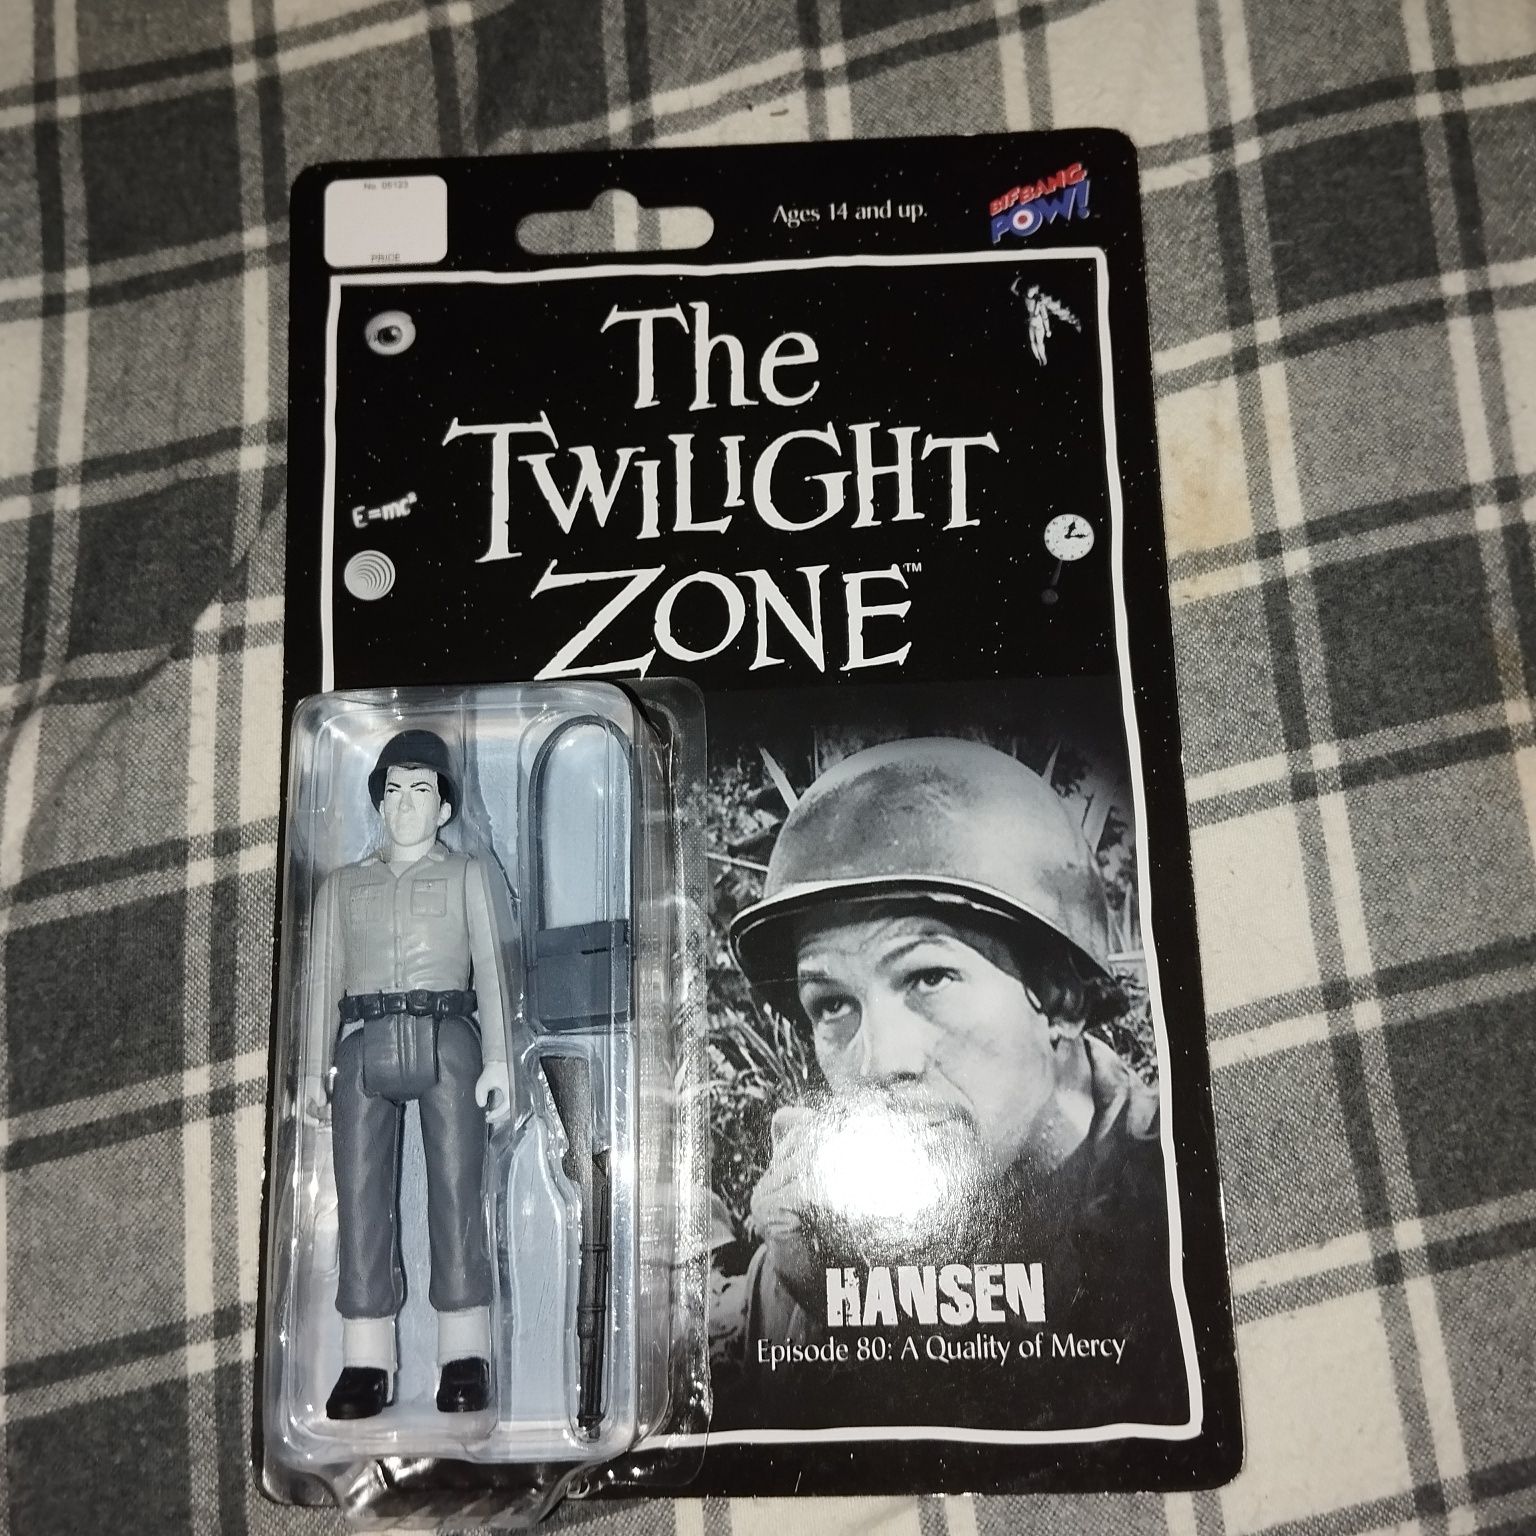 No. 05123
PRICE
Ages 14 and up.
BIF BANG
POW!
The
TWILIGHT
ZONE™
E=mc²
HANSEN
Episode 80: A Quality of Mercy